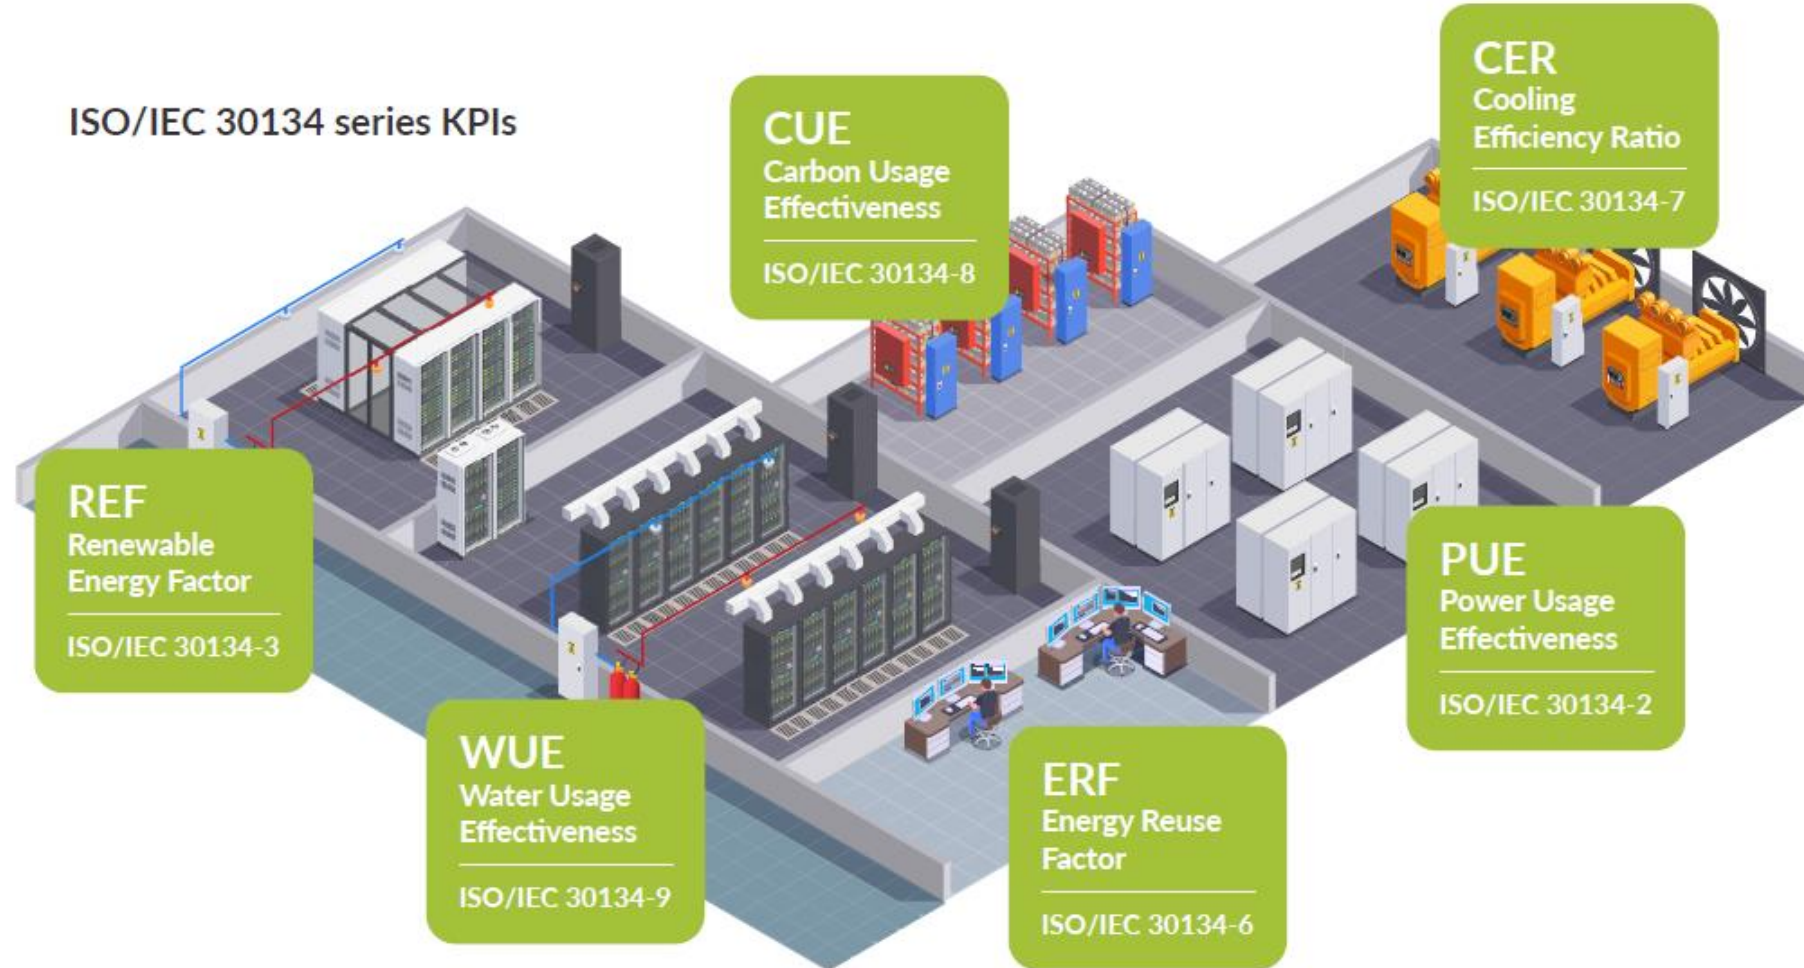 ISO/IEC 30134 series KPIs
CUE
Carbon Usage
Effectiveness
ISO/IEC 30134-8
CER
Cooling
Efficiency Ratio
ISO/IEC 30134-7
REF
Renewable
Energy Factor
ISO/IEC 30134-3
PUE
Power Usage
Effectiveness
ISO/IEC 30134-2
WUE
Water Usage
Effectiveness
ISO/IEC 30134-9
ERF
Energy Reuse
Factor
ISO/IEC 30134-6